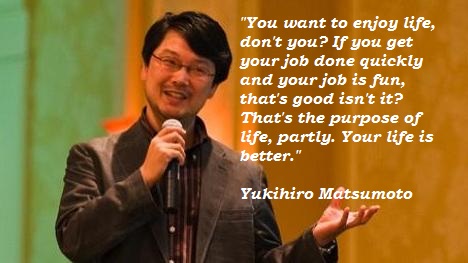 "You want to enjoy life,
don't you? If you get
your job done quickly
and your job is fun,
that's good isn't it?
That's the purpose of
life, partly. Your life is
better."
Yukihiro Matsumoto